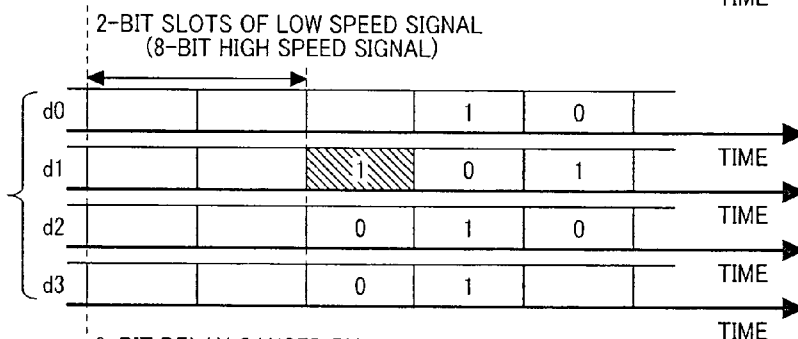 TIME
2-BIT SLOTS OF LOW SPEED SIGNAL
(8-BIT HIGH SPEED SIGNAL)
d0 1 0
TIME
d1 1 0 1
TIME
d2 0 1 0
TIME
d3 0 1
TIME